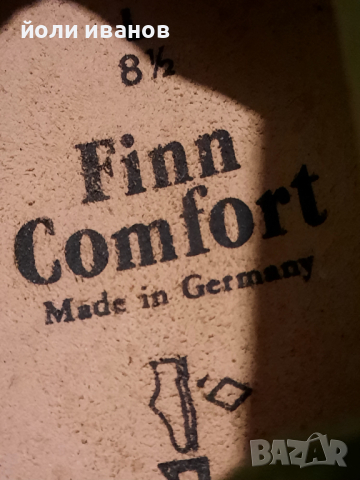 йоли иванов
8½
Finn
Comfort
Made in Germany
BAZAR